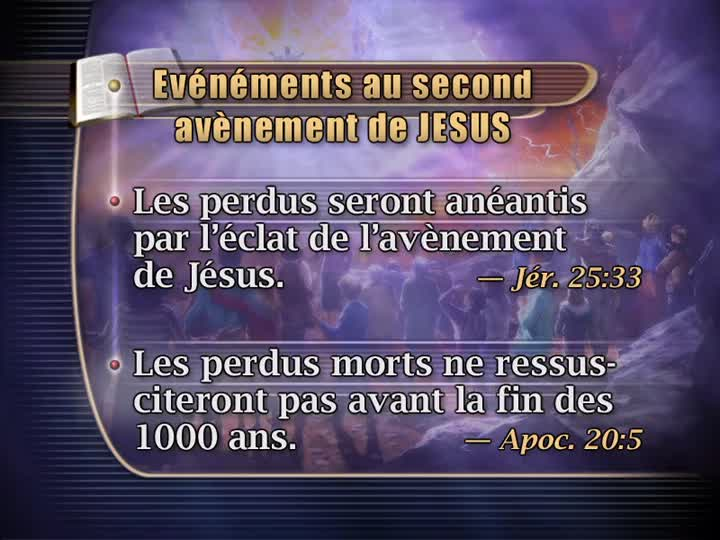 Evénéments au second
avènement de JESUS
Les perdus seront anéantis
par l'éclat de l'avènement
de Jésus. — Jér. 25:33
Les perdus morts ne ressus-
citeront pas avant la fin des
1000 ans. — Apoc. 20:5